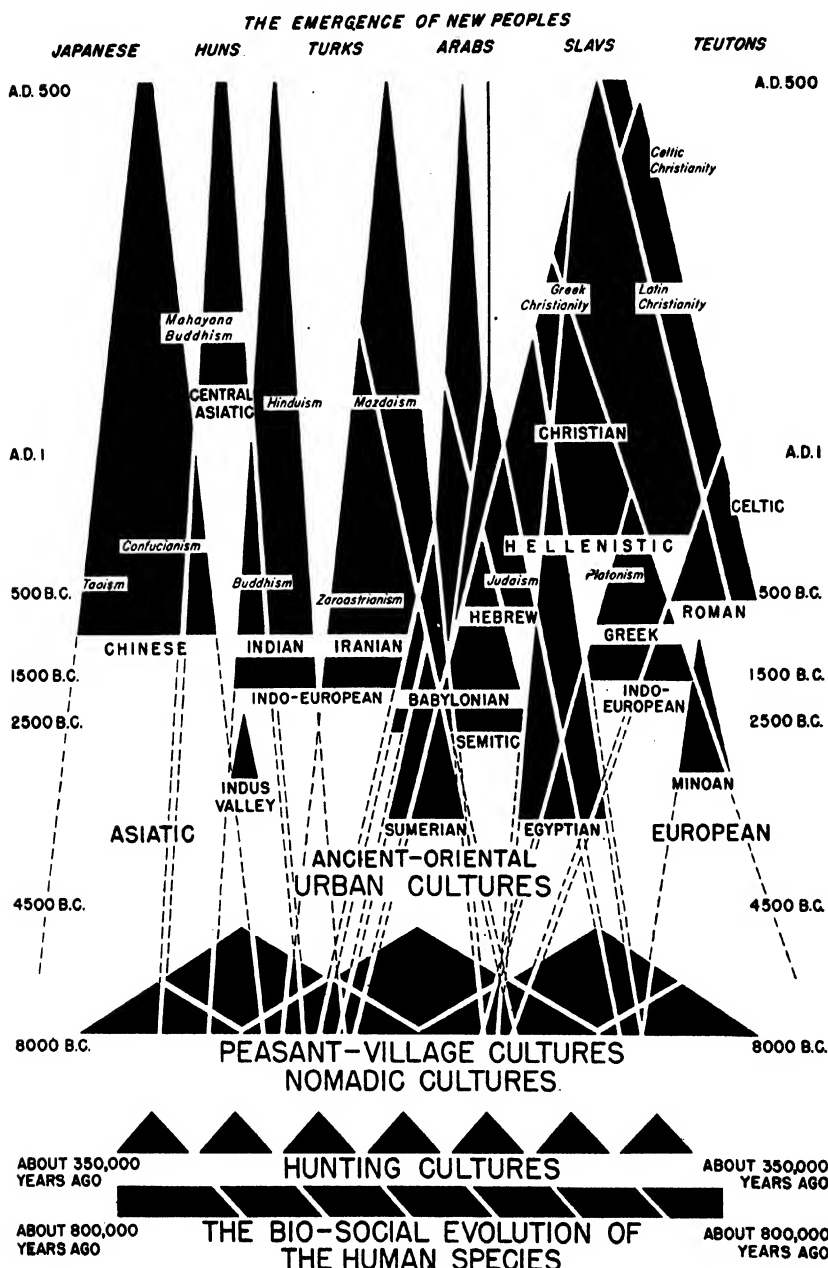 THE EMERGENCE OF NEW PEOPLES
JAPANESE HUNS TURKS ARABS SLAVS TEUTONS
A.D. 500 A.D. 500
Celtic
Christianity
Mahayana
Buddhism
Greek
Christianity
Latin
Christianity
CENTRAL
ASIATIC
Hinduism Mazdaism
CHRISTIAN
A.D. 1 A.D. 1
CELTIC
Confucianism HELLENISTIC
Taoism Buddhism Zoroastrianism Judaism Platonism
500 B.C. 500 B.C.
HEBREW ROMAN
CHINESE INDIAN IRANIAN GREEK
1500 B.C. 1500 B.C.
INDO-EUROPEAN BABYLONIAN INDO-
EUROPEAN
2500 B.C. 2500 B.C.
SEMITIC
INDUS
VALLEY
MINOAN
ASIATIC SUMERIAN EGYPTIAN EUROPEAN
ANCIENT-ORIENTAL
URBAN CULTURES
4500 B.C. 4500 B.C.
8000 B.C. 8000 B.C.
PEASANT-VILLAGE CULTURES
NOMADIC CULTURES.
ABOUT 350,000
YEARS AGO
HUNTING CULTURES
ABOUT 350,000
YEARS AGO
ABOUT 800,000
YEARS AGO
THE BIO-SOCIAL EVOLUTION OF
THE HUMAN SPECIES
ABOUT 800,000
YEARS AGO